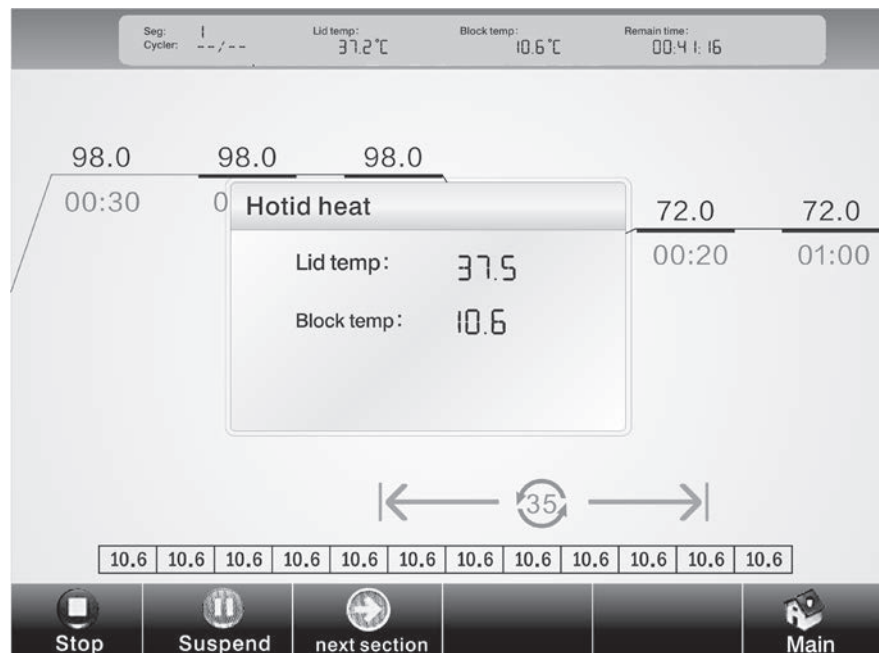 Seg: 1 Lid temp: Block temp: Remain time:
Cycler: --/-- 37.2℃ 10.6℃ 00:41:16
98.0 98.0 98.0
00:30 0
Hotid heat
72.0 72.0
00:20 01:00
Lid temp: 37.5
Block temp: 10.6
35
10.6 10.6 10.6 10.6 10.6 10.6 10.6 10.6 10.6 10.6 10.6 10.6
Stop Suspend next section Main